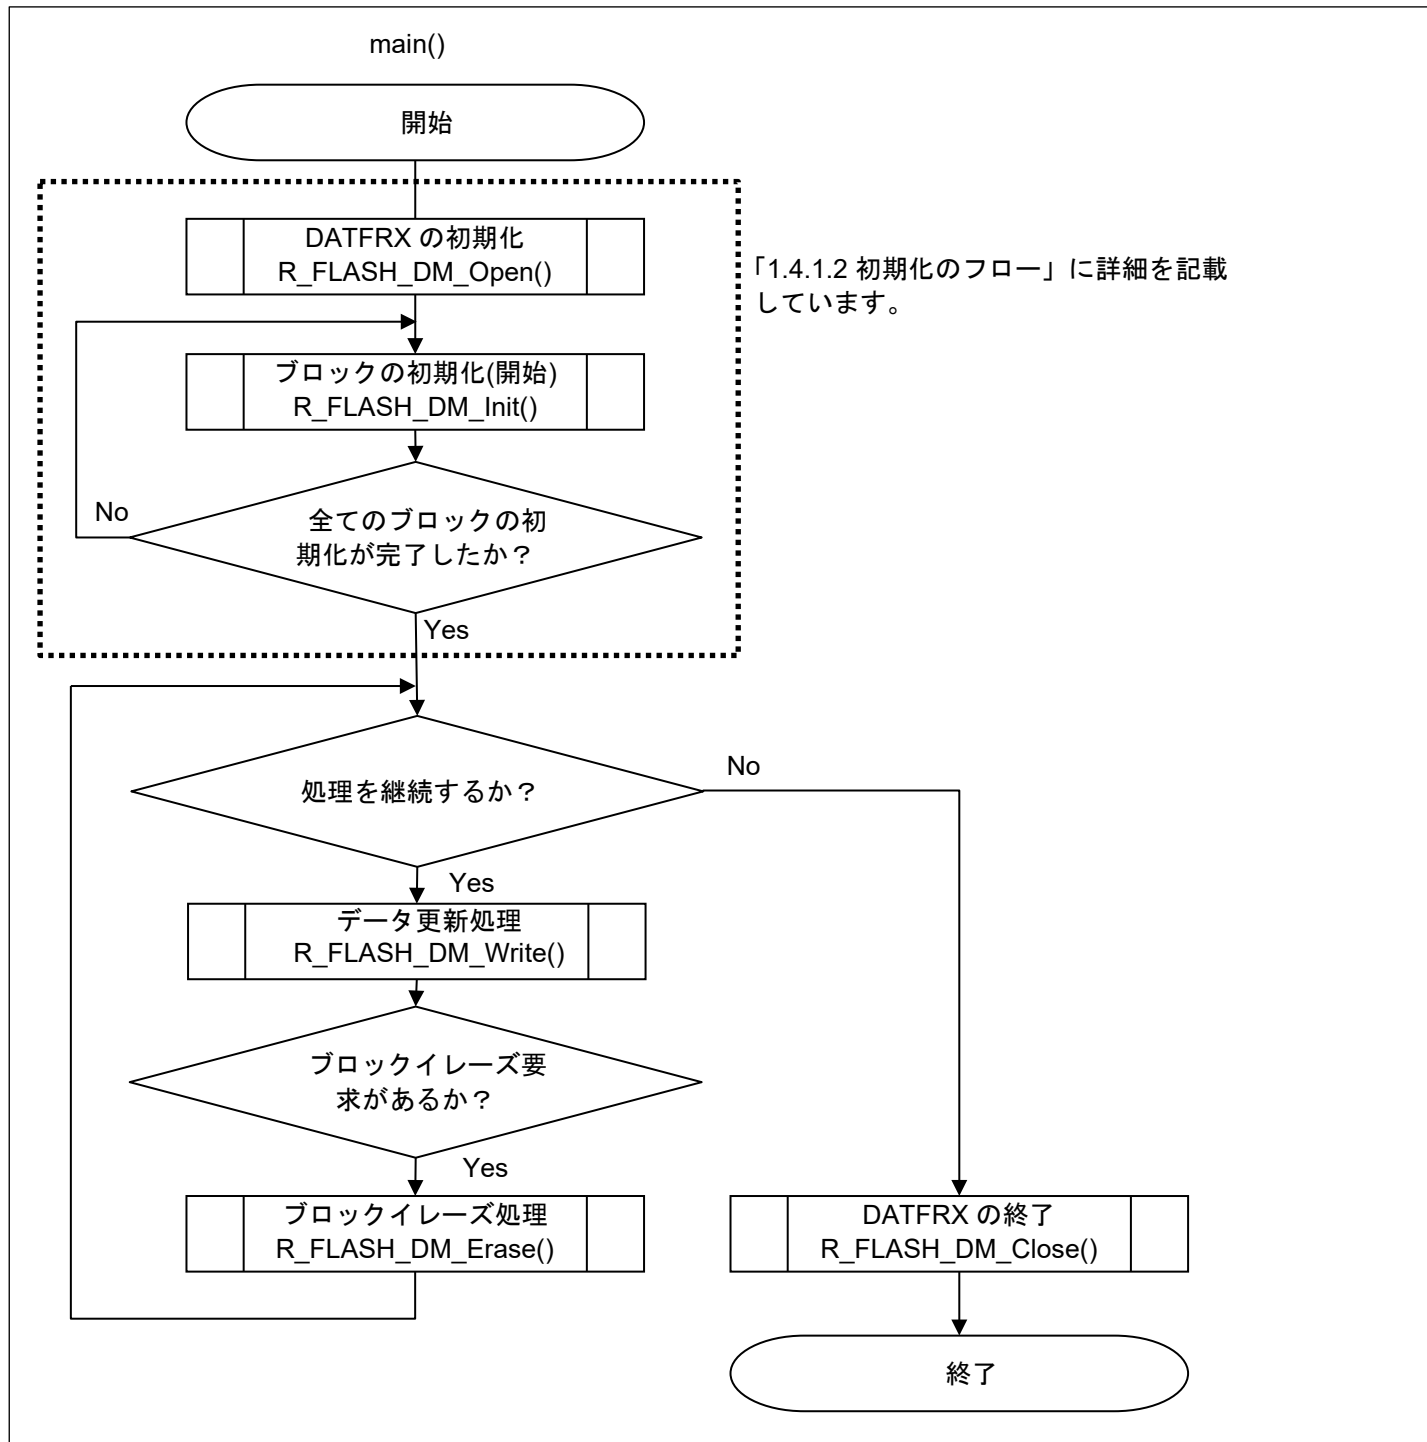 main()
開始
DATFRX の初期化
R_FLASH_DM_Open()
「1.4.1.2 初期化のフロー」に詳細を記載
しています。
ブロックの初期化(開始)
R_FLASH_DM_Init()
No
全てのブロックの初
期化が完了したか？
Yes
処理を継続するか？
No
Yes
データ更新処理
R_FLASH_DM_Write()
ブロックイレーズ要
求があるか？
Yes
ブロックイレーズ処理
R_FLASH_DM_Erase()
DATFRX の終了
R_FLASH_DM_Close()
終了